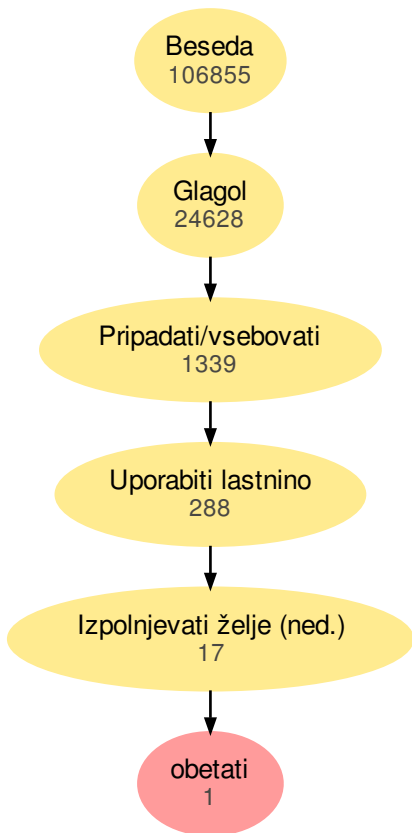 Beseda
106855
Glagol
24628
Pripadati/vsebovati
1339
Uporabiti lastnino
288
Izpolnjevati želje (ned.)
17
obetati
1